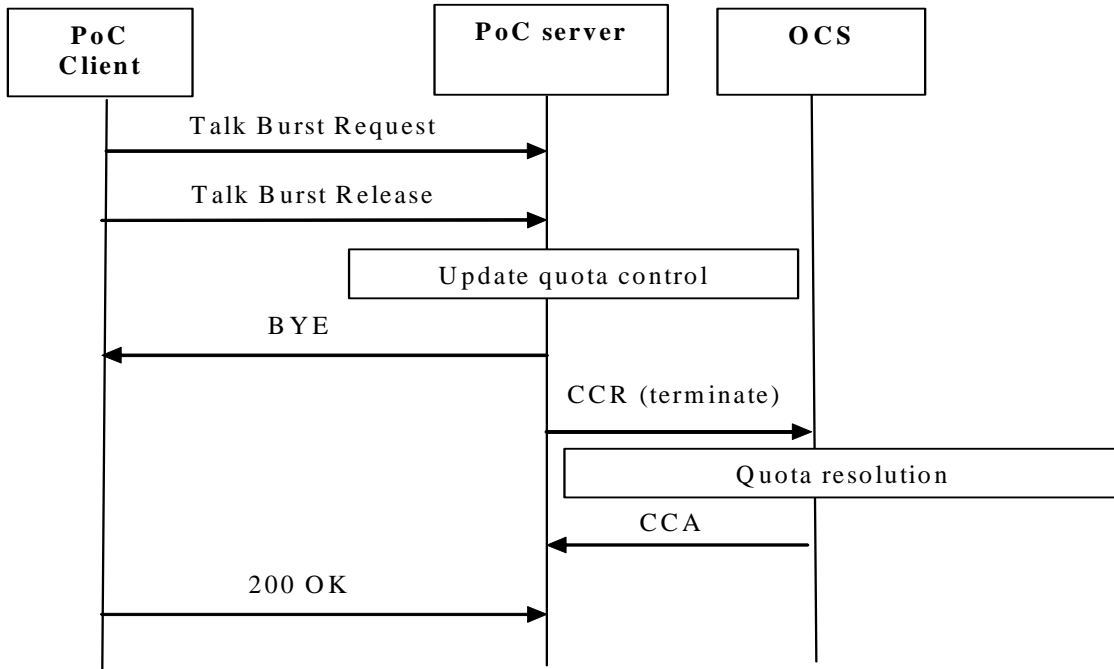 PoC
Client
PoC server
OCS
Talk Burst Request
Talk Burst Release
Update quota control
BYE
CCR (terminate)
Quota resolution
CCA
200 OK